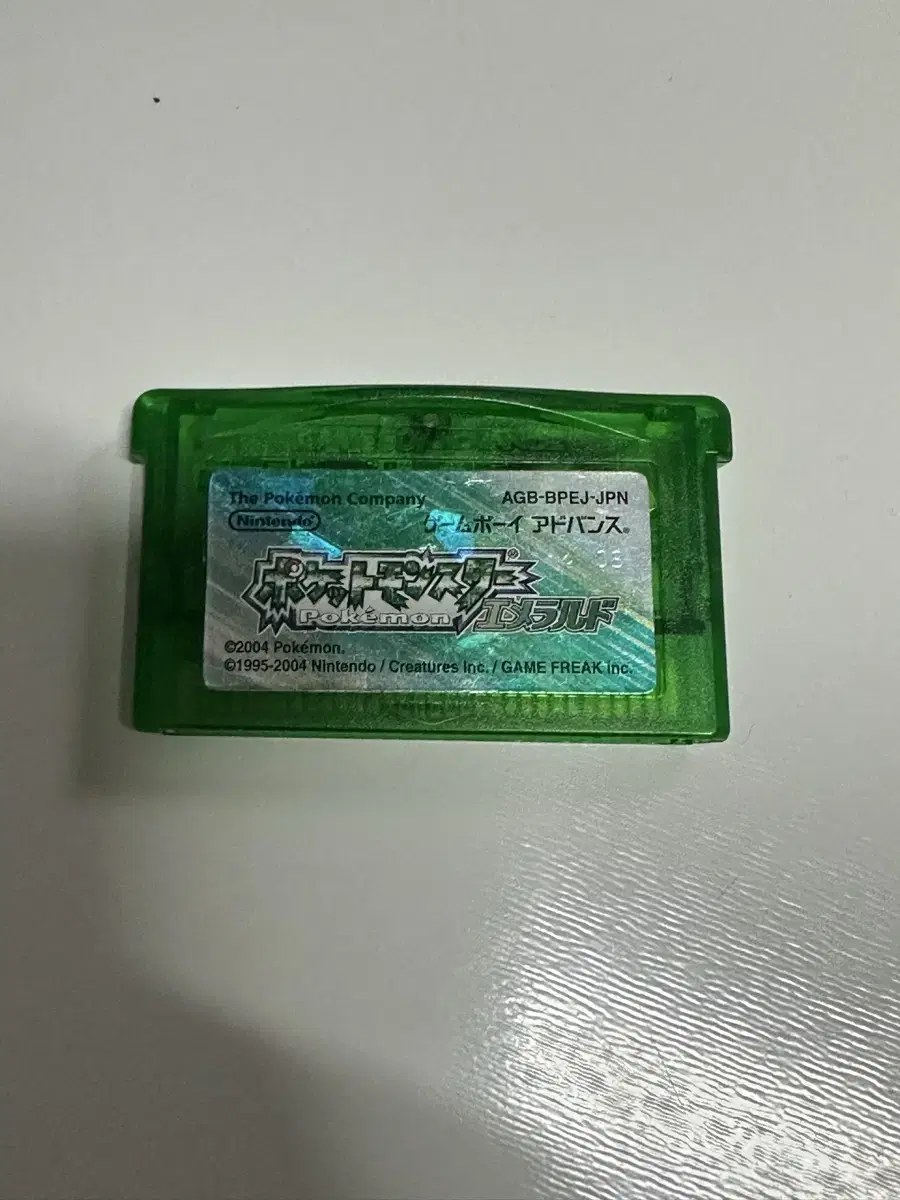 The Pokémon Company
AGB-BPEJ-JPN
Nintendo
ゲームボーイ アドバンス®
ポケットモンスター®
Pokémon
エメラルド
©2004 Pokémon.
©1995-2004 Nintendo / Creatures Inc. / GAME FREAK inc.